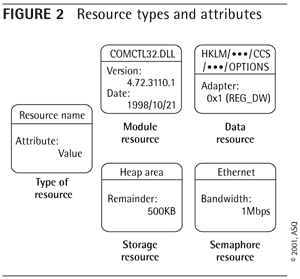 FIGURE 2 Resource types and attributes
COMCTL32.DLL
Version:
4.72.3110.1
Date:
1998/10/21
Module
resource
HKLM/•••/CCS
/•••/OPTIONS
Adapter:
0x1 (REG_DW)
Data
resource
Resource name
Attribute:
Value
Type of
resource
Heap area
Remainder:
500KB
Storage
resource
Ethernet
Bandwidth:
1Mbps
Semaphore
resource
© 2001, ASQ